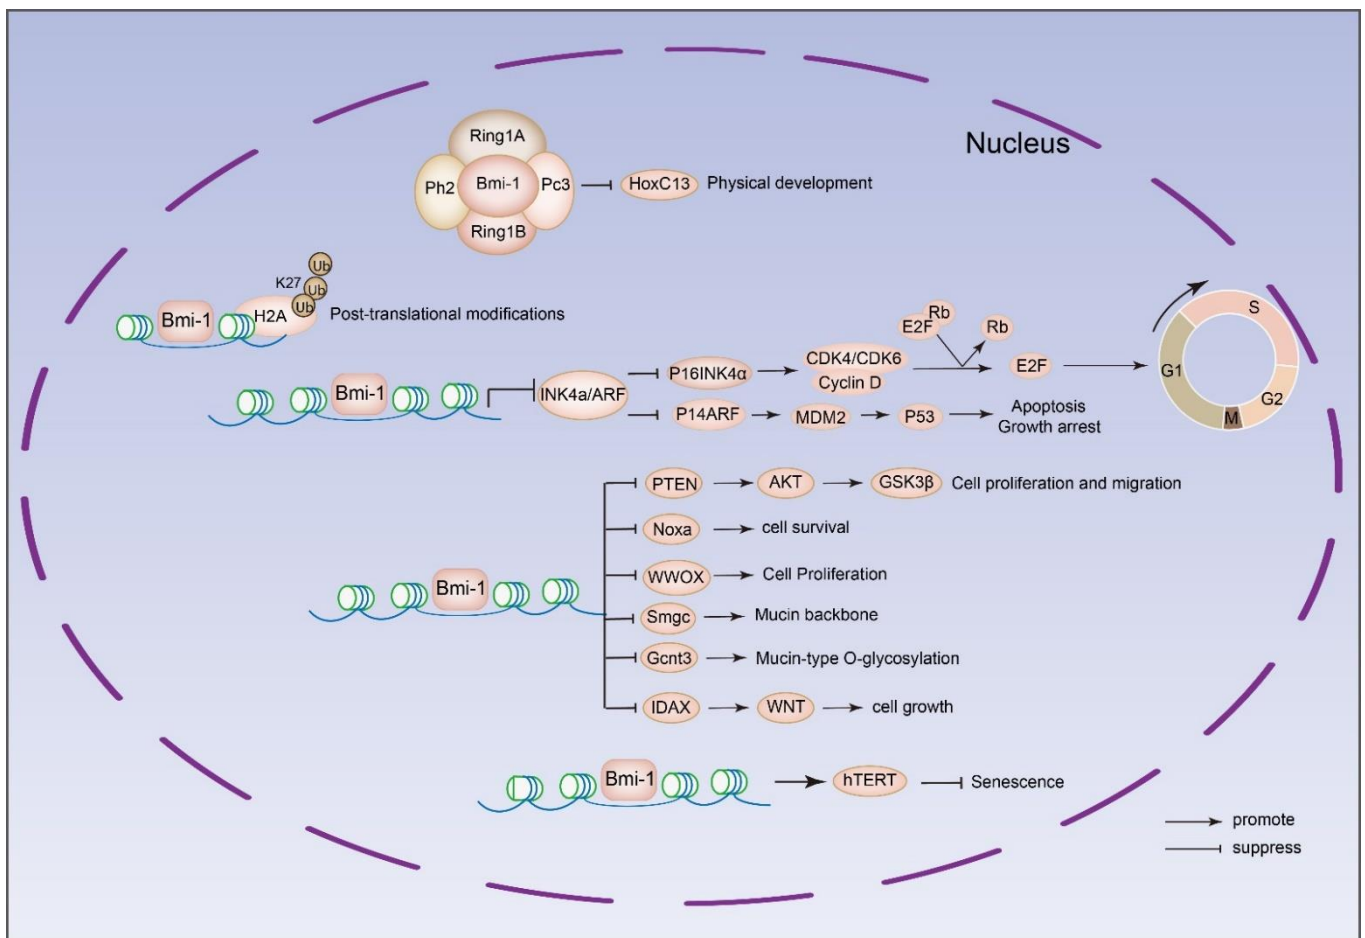 Nucleus
Ring1A
Ph2 Bmi-1 Pc3
Ring1B
HoxC13 Physical development
Ub
K27 Ub
Ub
Bmi-1 H2A Post-translational modifications
Bmi-1
INK4a/ARF
P16INK4α
CDK4/CDK6
Cyclin D
Rb
E2F
Rb
E2F
P14ARF
MDM2
P53
Apoptosis
Growth arrest
S
G1
G2
M
Bmi-1
PTEN AKT GSK3β Cell proliferation and migration
Noxa cell survival
WWOX Cell Proliferation
Smgc Mucin backbone
Gcnt3 Mucin-type O-glycosylation
IDAX WNT cell growth
Bmi-1 hTERT Senescence
promote
suppress